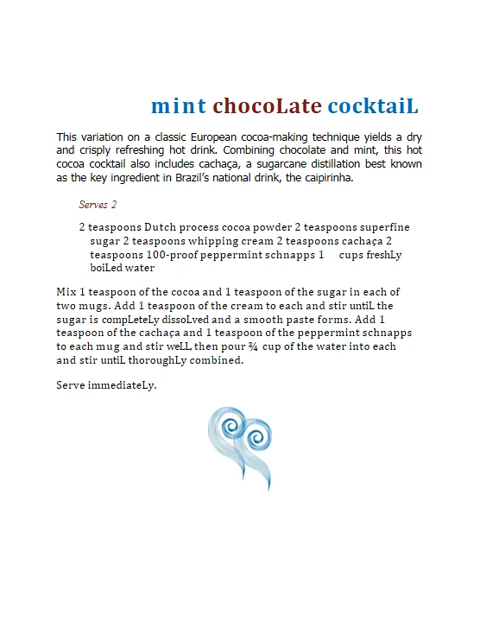 mint chocoLate cocktaiL
This variation on a classic European cocoa-making technique yields a dry
and crisply refreshing hot drink. Combining chocolate and mint, this hot
cocoa cocktail also includes cachaça, a sugarcane distillation best known
as the key ingredient in Brazil’s national drink, the caipirinha.
Serves 2
2 teaspoons Dutch process cocoa powder 2 teaspoons superfine
sugar 2 teaspoons whipping cream 2 teaspoons cachaça 2
teaspoons 100-proof peppermint schnapps 1 cups freshLy
boiLed water
Mix 1 teaspoon of the cocoa and 1 teaspoon of the sugar in each of
two mugs. Add 1 teaspoon of the cream to each and stir untiL the
sugar is compLeteLy dissoLved and a smooth paste forms. Add 1
teaspoon of the cachaça and 1 teaspoon of the peppermint schnapps
to each mug and stir weLL, then pour ¾ cup of the water into each
and stir untiL thoroughLy combined.
Serve immediateLy.